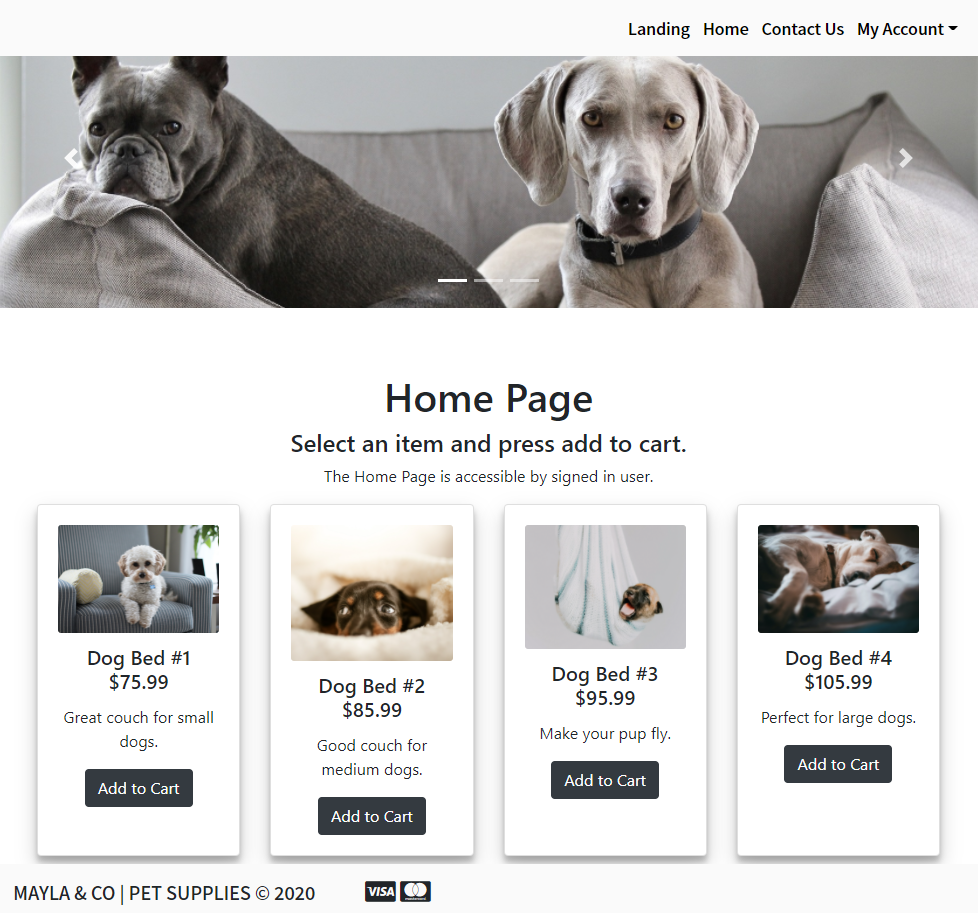 Landing Home Contact Us My Account
Home Page
Select an item and press add to cart.
The Home Page is accessible by signed in user.
Dog Bed #1
$75.99
Great couch for small
dogs.
Add to Cart
Dog Bed #2
$85.99
Good couch for
medium dogs.
Add to Cart
Dog Bed #3
$95.99
Make your pup fly.
Add to Cart
Dog Bed #4
$105.99
Perfect for large dogs.
Add to Cart
MAYLA & CO | PET SUPPLIES © 2020 VISA mastercard